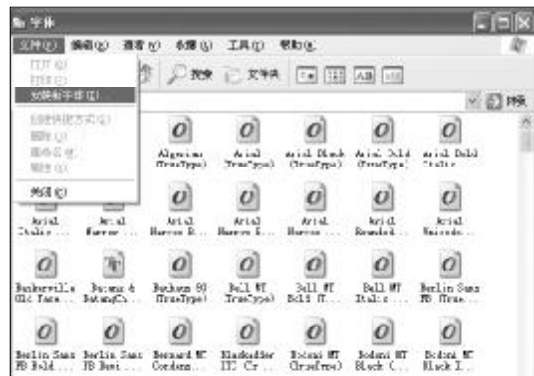 字体
文件(F) 编辑(E) 查看(V) 收藏(A) 工具(T) 帮助(H)
打开(O)
打印(P)
搜索 文件夹
安装新字体(I)...
转到
创建快捷方式(S)
删除(D)
重命名(M)
属性(R)
关闭(C)
Algerian (TrueType)
Arial (TrueType)
Arial Black (TrueType)
Arial Bold (TrueType)
Arial Bold Italic ...
Arial Italic ...
Arial Narrow ...
Arial Narrow B...
Arial Narrow B...
Arial Narrow ...
Arial Rounded...
Arial Unicode...
Baskerville Old Face ...
Batang & BatangCh...
Bauhaus 93 (TrueType)
Bell MT (TrueType)
Bell MT Bold (T...
Bell MT Italic ...
Berlin Sans FB (True...
Berlin Sans FB Bold ...
Berlin Sans FB Demi ...
Bernard MT Condens...
Blackadder ITC (Tr...
Bodoni MT (TrueType)
Bodoni MT Black (...
Bodoni MT Black I...